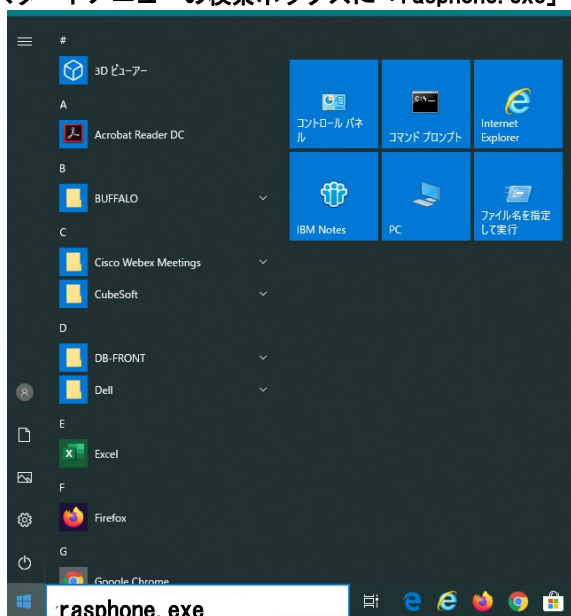 スタートメニューの検索ボックスに「rasphone.exe」
#
3D ビューアー
A
Acrobat Reader DC
B
BUFFALO
C
Cisco Webex Meetings
CubeSoft
D
DB-FRONT
Dell
E
Excel
F
Firefox
G
Google Chrome
コントロール パネ
ル
コマンド プロンプト
Internet
Explorer
IBM Notes
PC
ファイル名を指定
して実行
rasphone.exe